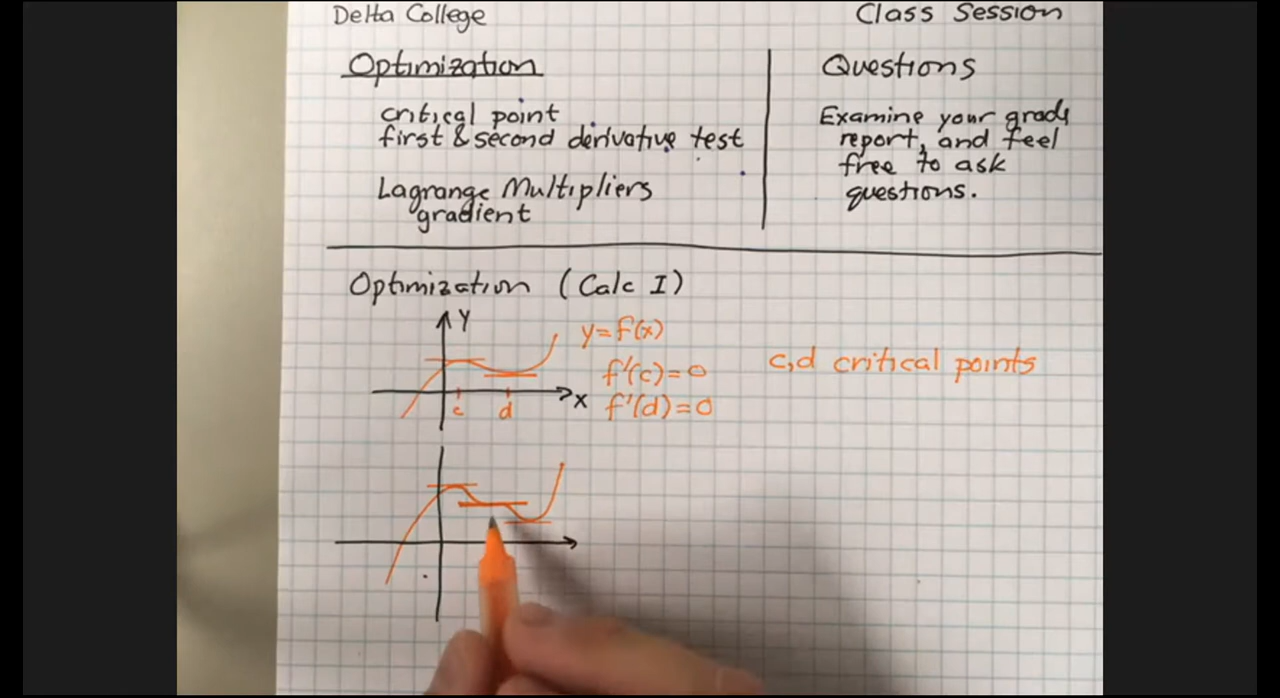 Delta College
Class Session
Optimization
critical point
first & second derivative test
Lagrange Multipliers
gradient
Questions
Examine your grade
report, and feel
free to ask
questions.
Optimization (Calc I)
y
y=f(x)
f'(c)=0
c,d critical points
x
c
d
f'(d)=0